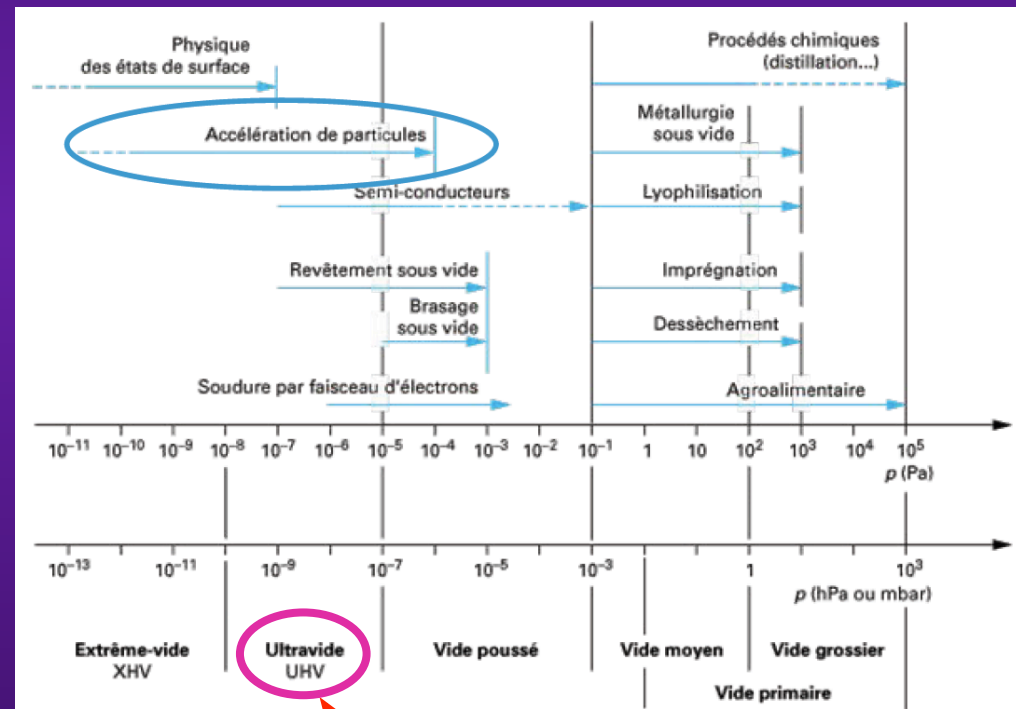 Physique
des états de surface
Procédés chimiques
(distillation...)
Accélération de particules
Métallurgie
sous vide
Semi-conducteurs
Lyophilisation
Revêtement sous vide
Imprégnation
Brasage
sous vide
Dessèchement
Soudure par faisceau d'électrons
Agroalimentaire
10⁻¹¹ 10⁻¹⁰ 10⁻⁹ 10⁻⁸ 10⁻⁷ 10⁻⁶ 10⁻⁵ 10⁻⁴ 10⁻³ 10⁻² 10⁻¹ 1 10 10² 10³ 10⁴ 10⁵
p (Pa)
10⁻¹³ 10⁻¹¹ 10⁻⁹ 10⁻⁷ 10⁻⁵ 10⁻³ 1 10³
p (hPa ou mbar)
Extrême-vide
XHV
Ultravide
UHV
Vide poussé
Vide moyen
Vide grossier
Vide primaire